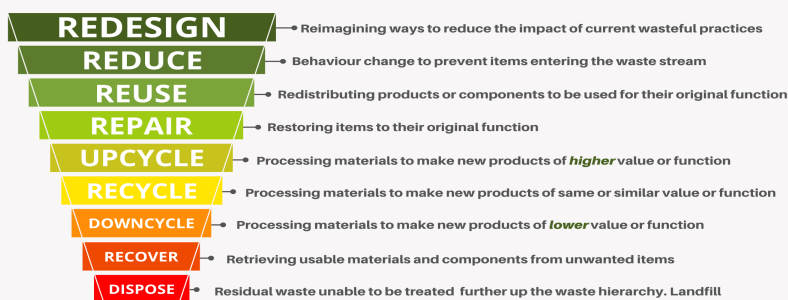 REDESIGN Reimagining ways to reduce the impact of current wasteful practices
REDUCE Behaviour change to prevent items entering the waste stream
REUSE Redistributing products or components to be used for their original function
REPAIR Restoring items to their original function
UPCYCLE Processing materials to make new products of higher value or function
RECYCLE Processing materials to make new products of same or similar value or function
DOWNCYCLE Processing materials to make new products of lower value or function
RECOVER Retrieving usable materials and components from unwanted items
DISPOSE Residual waste unable to be treated further up the waste hierarchy. Landfill